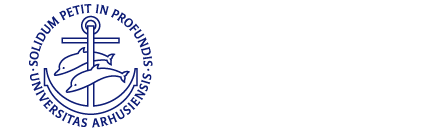 SOLIDUM PETIT IN PROFUNDIS
· UNIVERSITAS ARHUSIENSIS ·